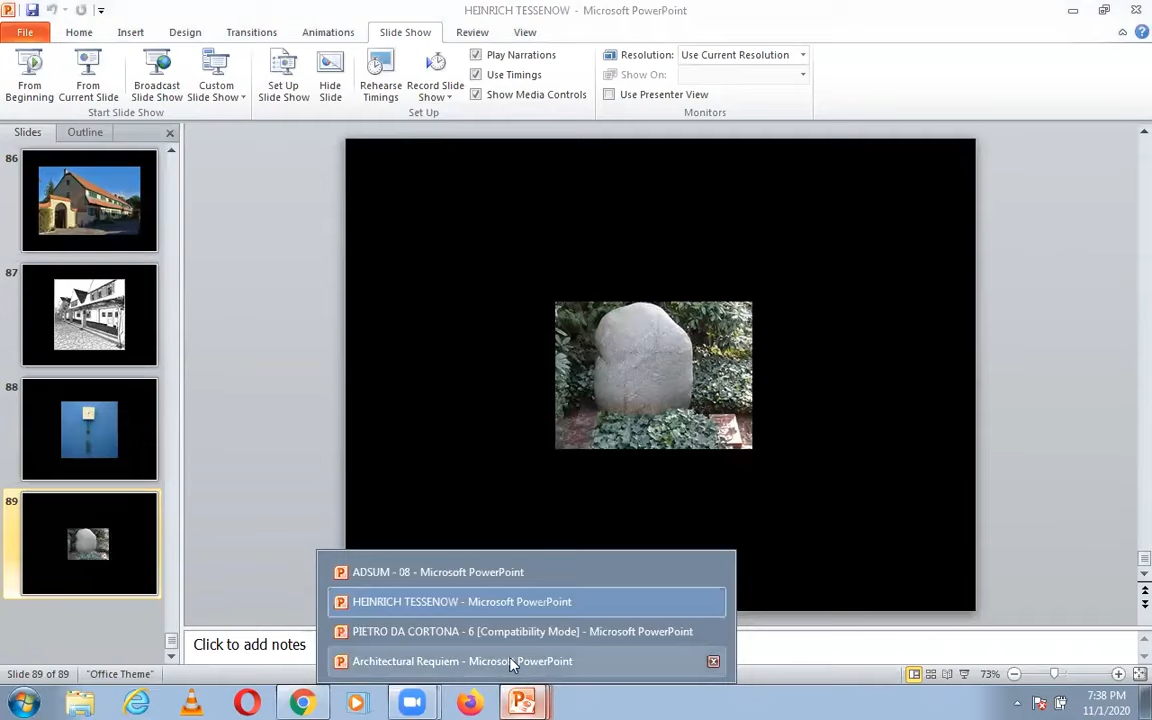 HEINRICH TESSENOW - Microsoft PowerPoint
File Home Insert Design Transitions Animations Slide Show Review View
From Beginning
From Current Slide
Broadcast Slide Show
Custom Slide Show
Start Slide Show
Set Up Slide Show
Hide Slide
Rehearse Timings
Record Slide Show
Play Narrations
Use Timings
Show Media Controls
Set Up
Resolution: Use Current Resolution
Show On:
Use Presenter View
Monitors
Slides Outline
86
87
88
89
ADSUM - 08 - Microsoft PowerPoint
HEINRICH TESSENOW - Microsoft PowerPoint
PIETRO DA CORTONA - 6 [Compatibility Mode] - Microsoft PowerPoint
Architectural Requiem - Microsoft PowerPoint
Click to add notes
Slide 89 of 89 "Office Theme" 73%
7:38 PM
11/1/2020